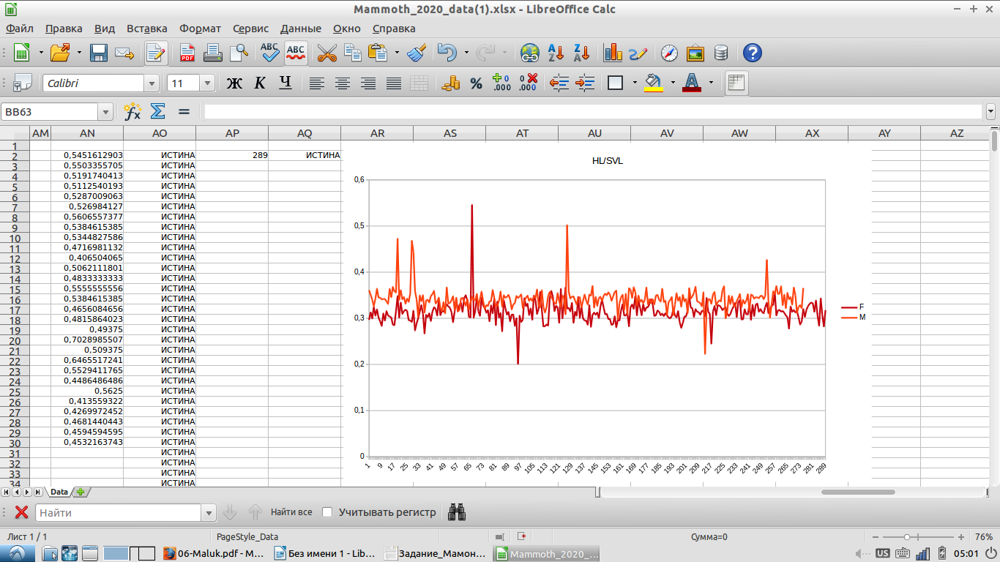 Mammoth_2020_data(1).xlsx - LibreOffice Calc
Файл Правка Вид Вставка Формат Сервис Данные Окно Справка
Calibri 11 Ж К Ч
BB63
AM AN AO AP AQ AR AS AT AU AV AW AX AY AZ
1
2 0,5451612903 ИСТИНА 289 ИСТИНА
3 0,5503355705 ИСТИНА
4 0,5191740413 ИСТИНА
5 0,5112540193 ИСТИНА
6 0,5287009063 ИСТИНА
7 0,526984127 ИСТИНА
8 0,5606557377 ИСТИНА
9 0,5384615385 ИСТИНА
10 0,5344827586 ИСТИНА
11 0,4716981132 ИСТИНА
12 0,406504065 ИСТИНА
13 0,5062111801 ИСТИНА
14 0,4833333333 ИСТИНА
15 0,5555555556 ИСТИНА
16 0,5384615385 ИСТИНА
17 0,4656084656 ИСТИНА
18 0,4815864023 ИСТИНА
19 0,49375 ИСТИНА
20 0,7028985507 ИСТИНА
21 0,509375 ИСТИНА
22 0,6465517241 ИСТИНА
23 0,5529411765 ИСТИНА
24 0,4486486486 ИСТИНА
25 0,5625 ИСТИНА
26 0,413559322 ИСТИНА
27 0,4269972452 ИСТИНА
28 0,4681440443 ИСТИНА
29 0,4594594595 ИСТИНА
30 0,4532163743 ИСТИНА
31 ИСТИНА
32 ИСТИНА
33 ИСТИНА
34 ИСТИНА
HL/SVL
0,6
0,5
0,4
0,3
0,2
0,1
0
1 9 17 25 33 41 49 57 65 73 81 89 97 105 113 121 129 137 145 153 161 169 177 185 193 201 209 217 225 233 241 249 257 265 273 281 289
F
M
Data
Найти Найти все Учитывать регистр
Лист 1 / 1 PageStyle_Data Сумма=0 76%
06-Maluk.pdf - M... Без имени 1 - Lib... Задание_Мамон... Mammoth_2020_... US 05:01